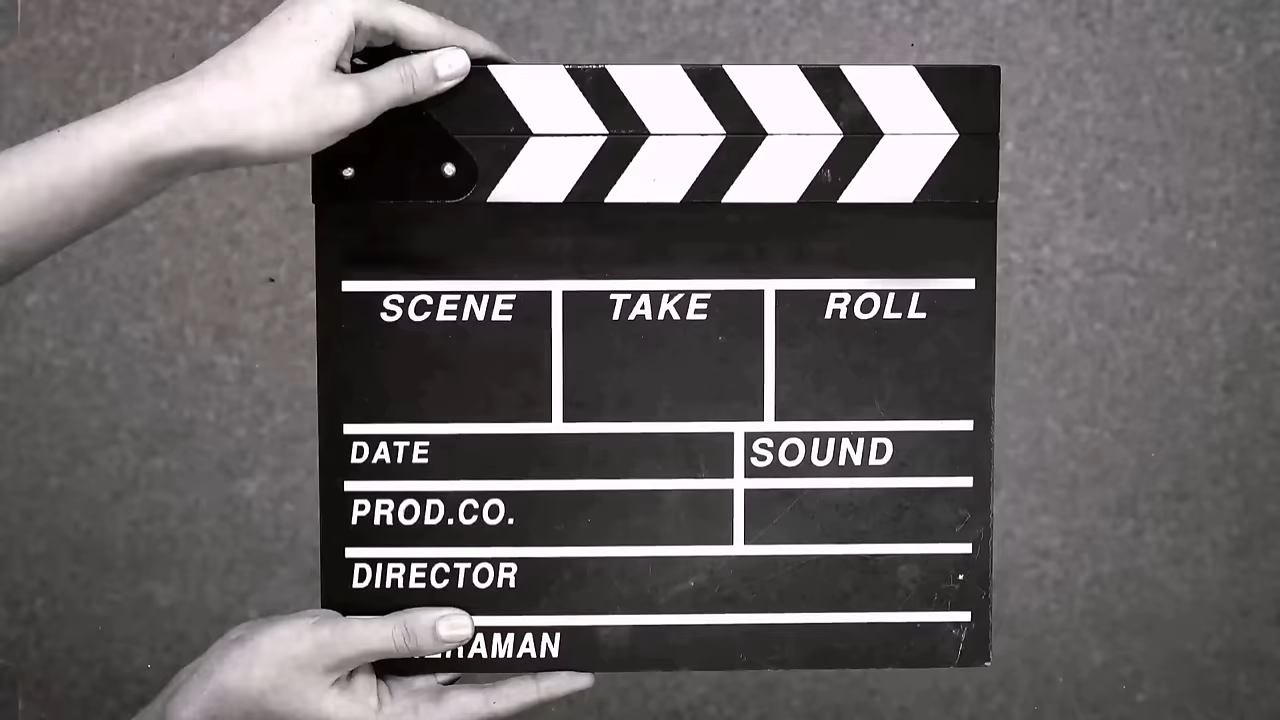 SCENE TAKE ROLL
DATE SOUND
PROD.CO.
DIRECTOR